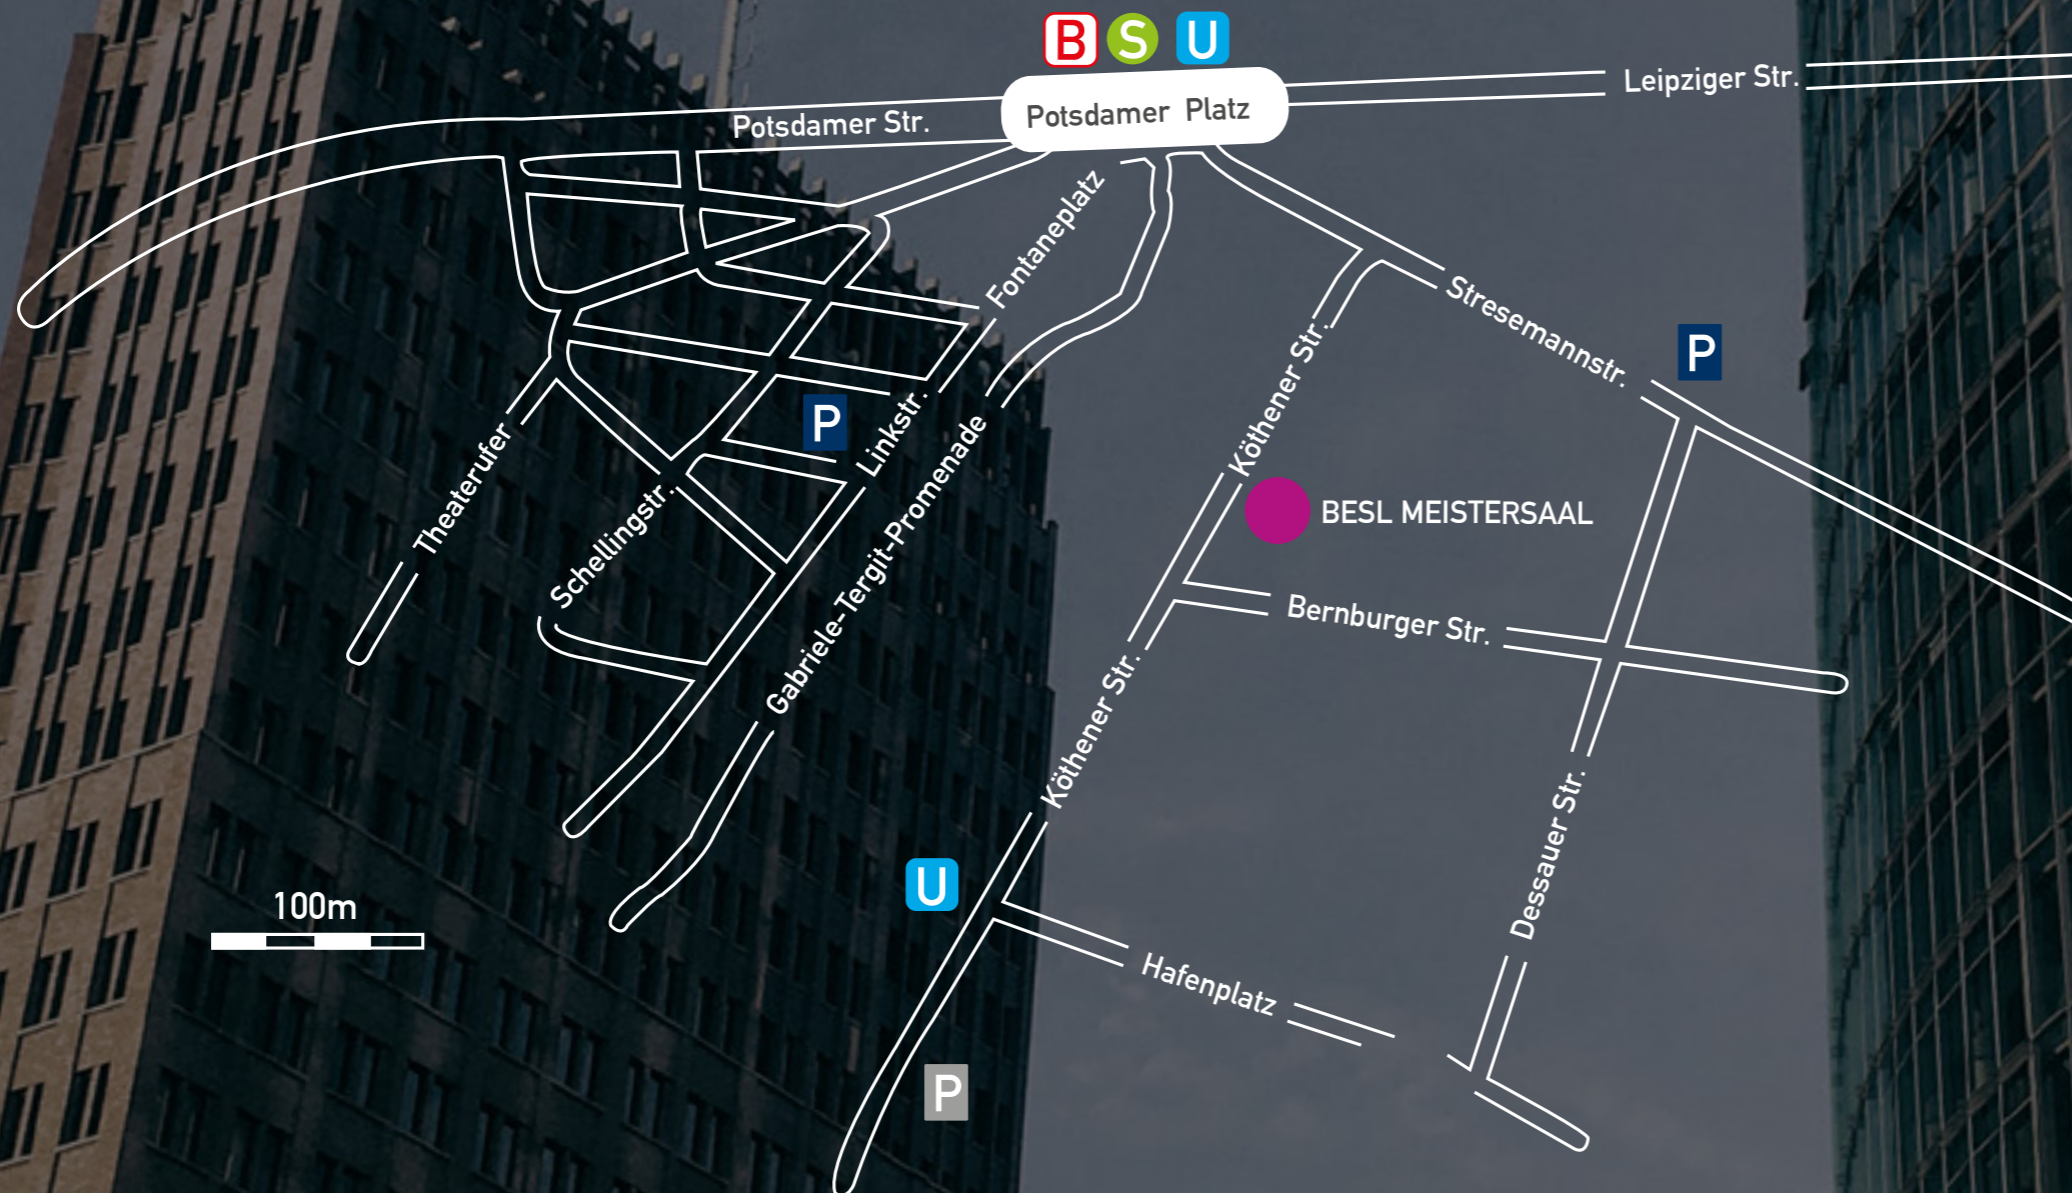 B S U
Potsdamer Platz
Leipziger Str.
Potsdamer Str.
Fontaneplatz
Stresemannstr.
P
Köthener Str.
P
Linkstr.
Theaterufer
Schellingstr.
Gabriele-Tergit-Promenade
BESL MEISTERSAAL
Bernburger Str.
Köthener Str.
Dessauer Str.
U
100m
Hafenplatz
P